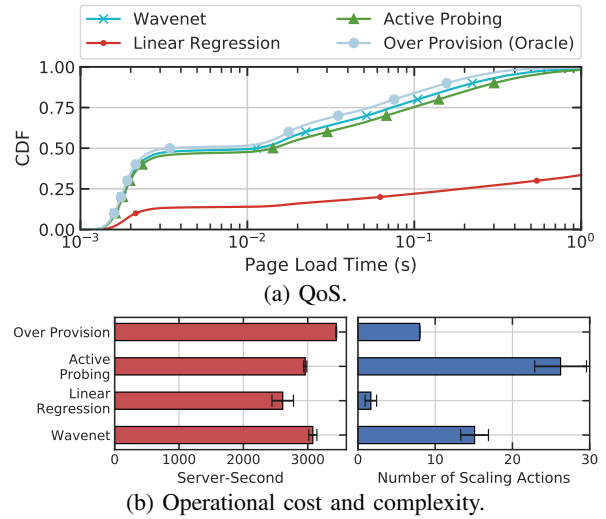 Wavenet
Active Probing
Linear Regression
Over Provision (Oracle)
1.00
0.75
0.50
0.25
0.00
CDF
10⁻³
10⁻²
10⁻¹
10⁰
Page Load Time (s)
(a) QoS.
Over Provision
Active
Probing
Linear
Regression
Wavenet
0 1000 2000 3000
Server-Second
0 10 20 30
Number of Scaling Actions
(b) Operational cost and complexity.